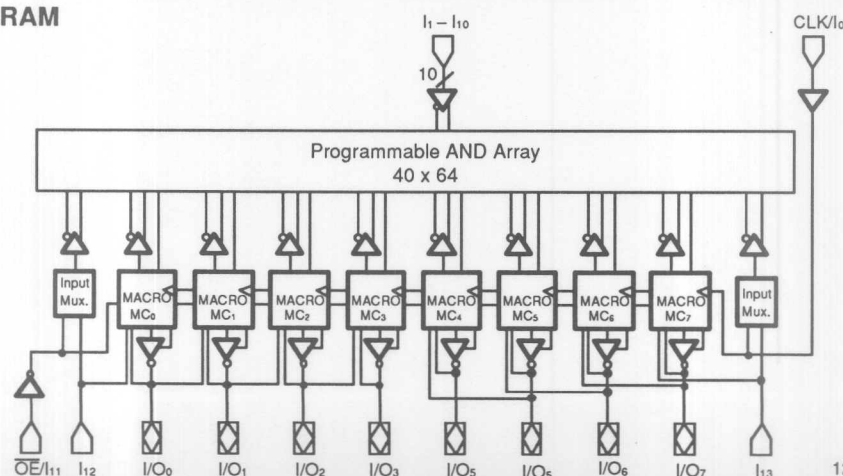 RAM
I1 – I10
CLK/I0
10
Programmable AND Array
40 x 64
Input
Mux.
MACRO
MC0
MACRO
MC1
MACRO
MC2
MACRO
MC3
MACRO
MC4
MACRO
MC5
MACRO
MC6
MACRO
MC7
Input
Mux.
OE/I11
I12
I/O0
I/O1
I/O2
I/O3
I/O5
I/O5
I/O6
I/O7
I13